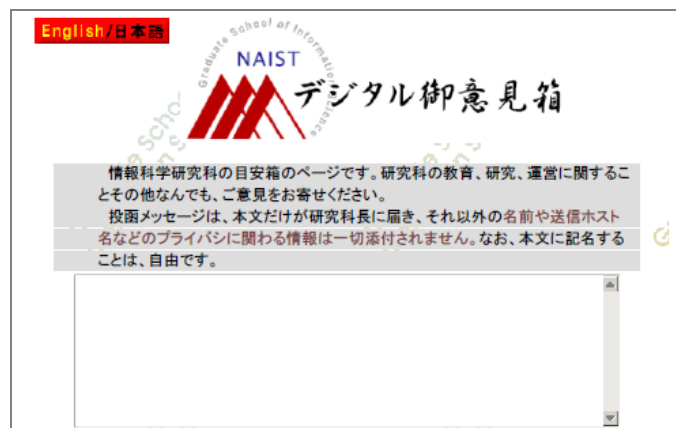 English/日本語
Graduate School of Information Science
NAIST
デジタル御意見箱
情報科学研究科の目安箱のページです。研究科の教育、研究、運営に関するこ
とその他なんでも、ご意見をお寄せください。
投函メッセージは、本文だけが研究科長に届き、それ以外の名前や送信ホスト
名などのプライバシに関わる情報は一切添付されません。なお、本文に記名する
ことは、自由です。